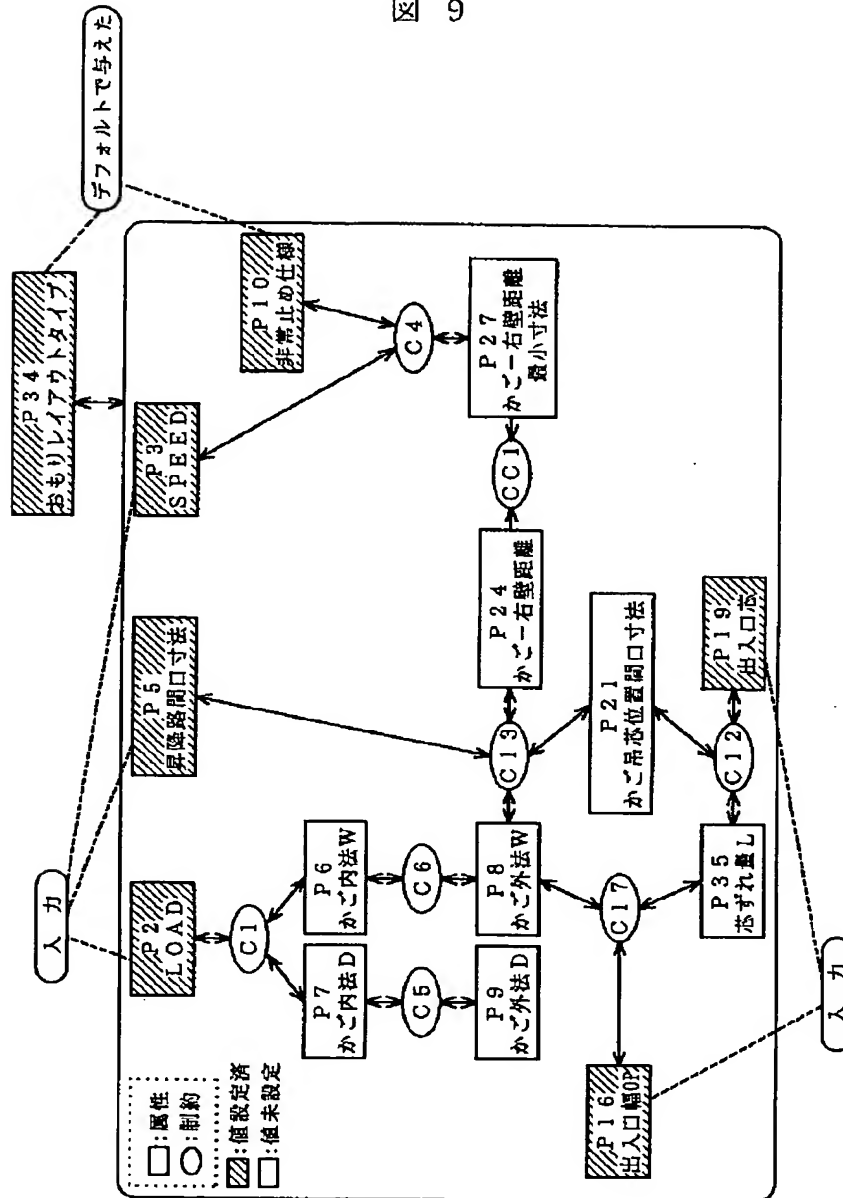 図 9
入 力
デフォルトで与えた
P34
おもりレイアウトタイプ
□:属性
○:制約
:値設定済
□:値未設定
P2
LOAD
P5
昇降路間口寸法
P3
SPEED
P10
非常止め仕様
C1
C4
P7
かご内法D
P6
かご内法W
C5
C6
P9
かご外法D
P8
かご外法W
C13
P24
かご−右壁距離
CC1
P27
かご−右壁距離
最小寸法
C17
P21
かご吊芯位置間口寸法
P16
出入口幅OP
P35
芯ずれ量L
C12
P19
出入口芯
入 力